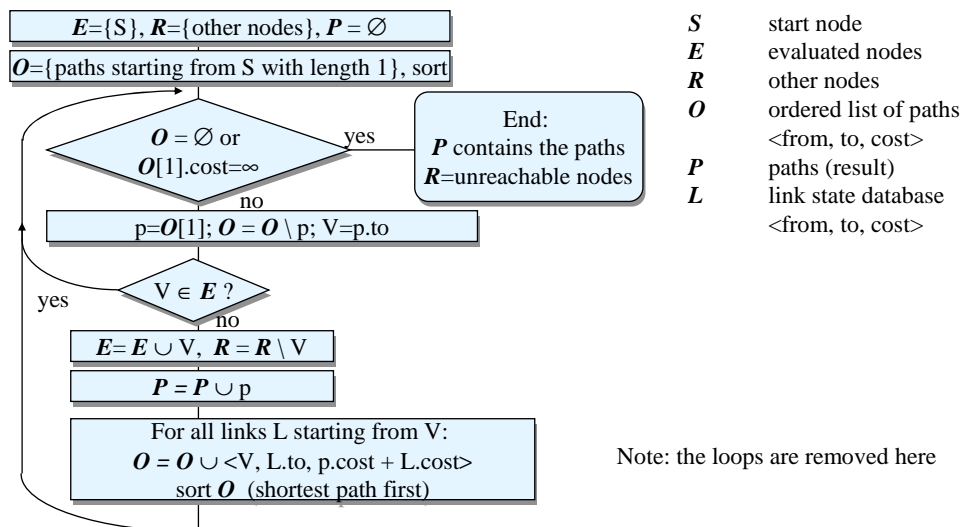 E={S}, R={other nodes}, P = ∅
O={paths starting from S with length 1}, sort
O = ∅ or
O[1].cost=∞
yes
End:
P contains the paths
R=unreachable nodes
no
p=O[1]; O = O \ p; V=p.to
V ∈ E ?
yes
no
E= E ∪ V, R = R \ V
P = P ∪ p
For all links L starting from V:
O = O ∪ <V, L.to, p.cost + L.cost>
sort O (shortest path first)
S start node
E evaluated nodes
R other nodes
O ordered list of paths
<from, to, cost>
P paths (result)
L link state database
<from, to, cost>
Note: the loops are removed here